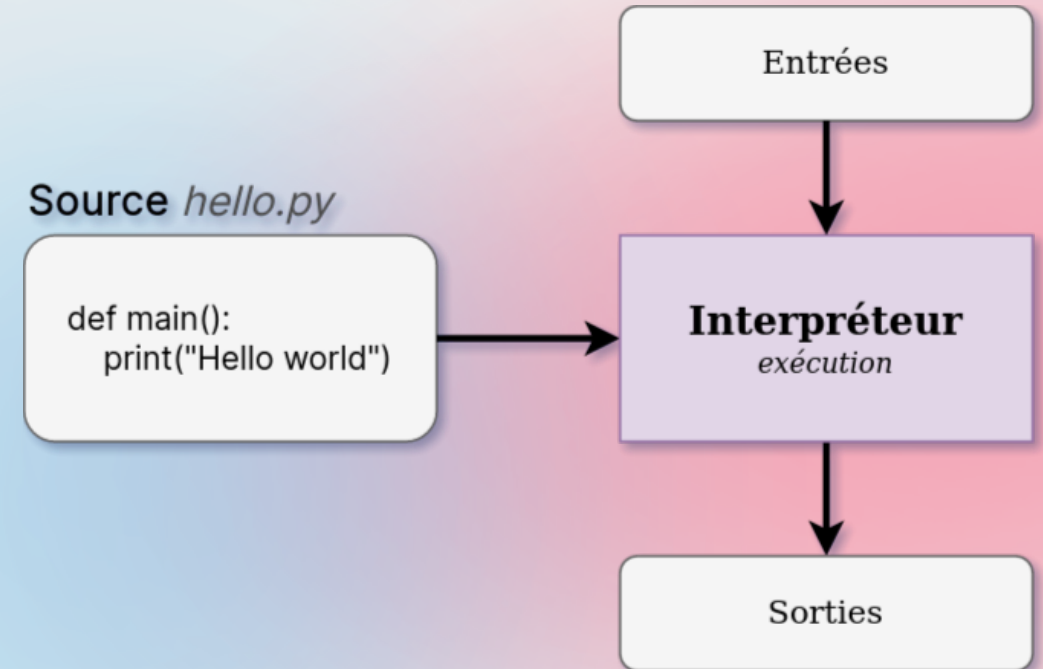 Entrées
Source hello.py
def main():
print("Hello world")
Interpréteur
exécution
Sorties